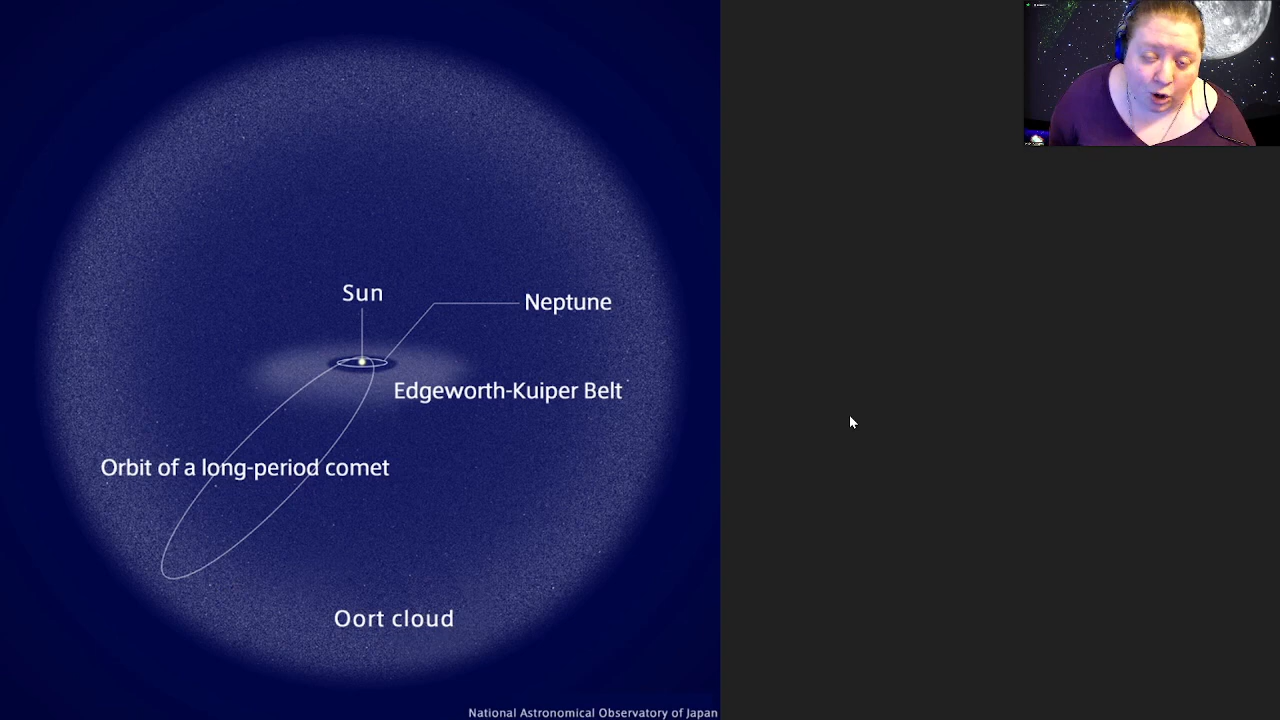 Sun
Neptune
Edgeworth-Kuiper Belt
Orbit of a long-period comet
Oort cloud
National Astronomical Observatory of Japan